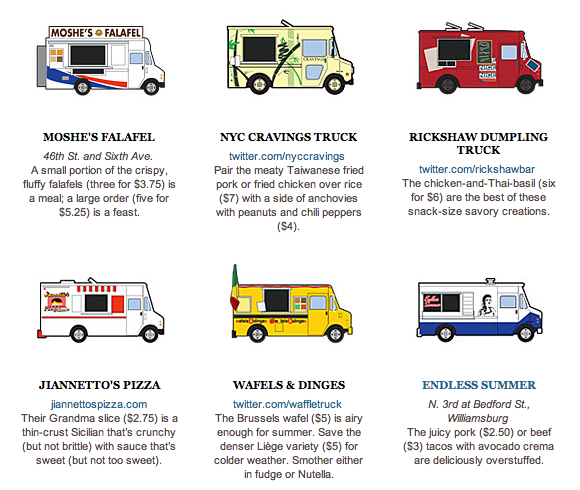 MOSHE'S FALAFEL
CRAVINGS
NICE
MOSHE'S FALAFEL
46th St. and Sixth Ave.
A small portion of the crispy,
fluffy falafels (three for $3.75) is
a meal; a large order (five for
$5.25) is a feast.
NYC CRAVINGS TRUCK
twitter.com/nyccravings
Pair the meaty Taiwanese fried
pork or fried chicken over rice
($7) with a side of anchovies
with peanuts and chili peppers
($4).
RICKSHAW DUMPLING
TRUCK
twitter.com/rickshawbar
The chicken-and-Thai-basil (six
for $6) are the best of these
snack-size savory creations.
Endless
Summer
JIANNETTO'S PIZZA
jiannettospizza.com
Their Grandma slice ($2.75) is a
thin-crust Sicilian that's crunchy
(but not brittle) with sauce that's
sweet (but not too sweet).
WAFELS & DINGES
twitter.com/waffletruck
The Brussels wafel ($5) is airy
enough for summer. Save the
denser Liège variety ($5) for
colder weather. Smother either
in fudge or Nutella.
ENDLESS SUMMER
N. 3rd at Bedford St.,
Williamsburg
The juicy pork ($2.50) or beef
($3) tacos with avocado crema
are deliciously overstuffed.